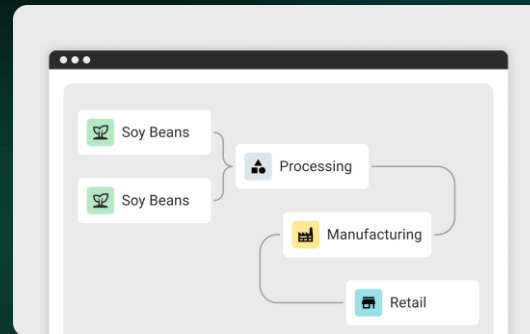 Soy Beans
Processing
Soy Beans
Manufacturing
Retail